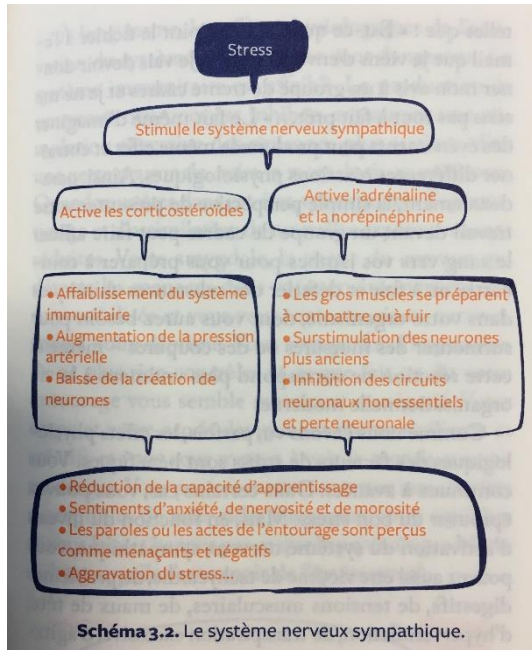 Stress
Stimule le système nerveux sympathique
Active les corticostéroïdes
Active l'adrénaline
et la norépinéphrine
• Affaiblissement du système
immunitaire
• Augmentation de la pression
artérielle
• Baisse de la création de
neurones
• Les gros muscles se préparent
à combattre ou à fuir
• Surstimulation des neurones
plus anciens
• Inhibition des circuits
neuronaux non essentiels
et perte neuronale
• Réduction de la capacité d'apprentissage
• Sentiments d'anxiété, de nervosité et de morosité
• Les paroles ou les actes de l'entourage sont perçus
comme menaçants et négatifs
• Aggravation du stress...
Schéma 3.2. Le système nerveux sympathique.